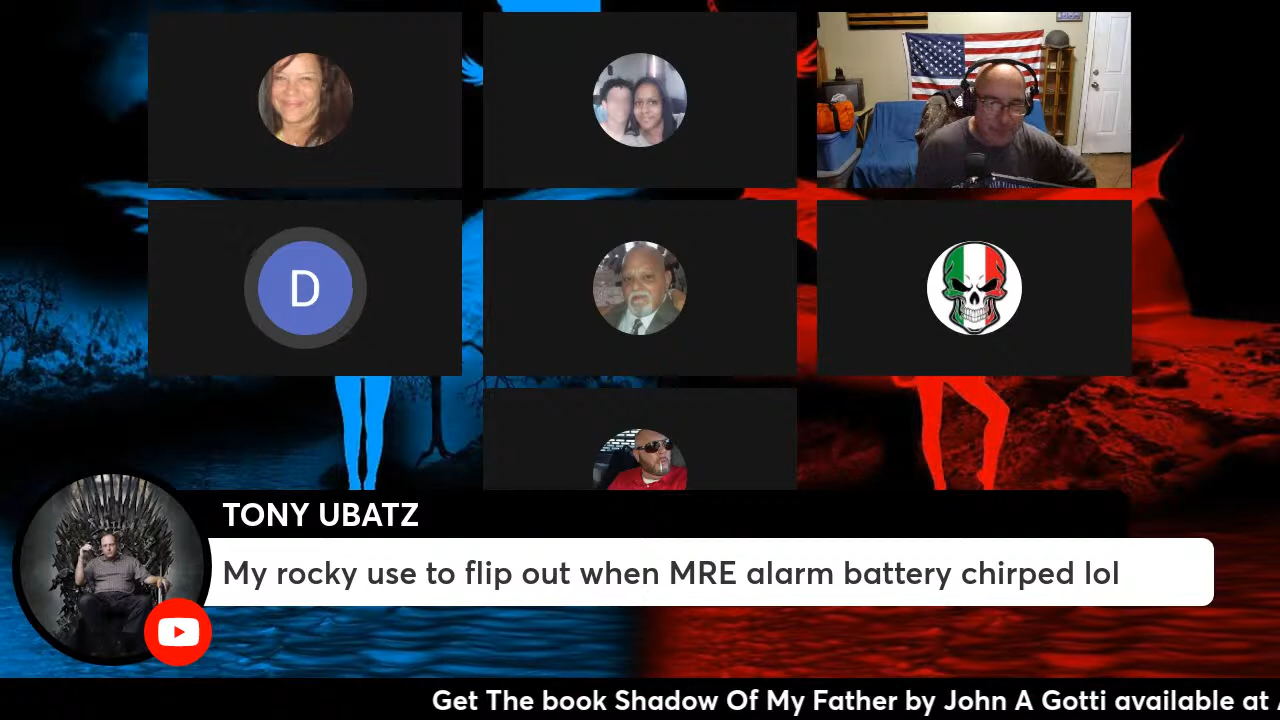 D
TONY UBATZ
My rocky use to flip out when MRE alarm battery chirped lol
Get The book Shadow Of My Father by John A Gotti available at